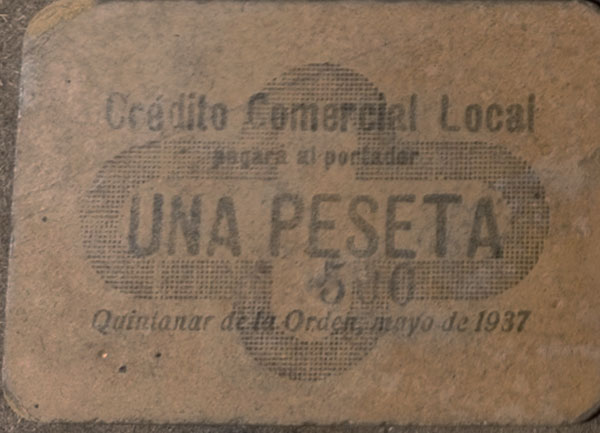 Crédito Comercial Local
pagará al portador
UNA PESETA
500
Quintanar de la Orden, mayo de 1937